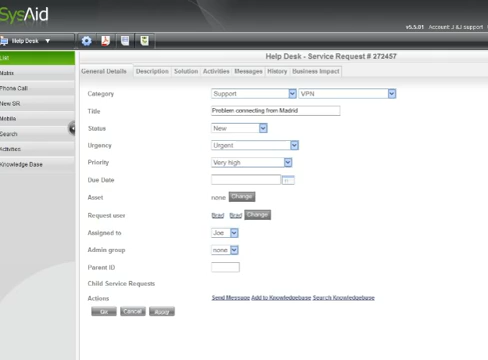 SysAid
v5.5.01 Account: J &J support
Help Desk
Help Desk - Service Request # 272457
List
General Details Description Solution Activities Messages History Business Impact
Matrix
Phone Call
New SR
Mobile
Search
Activities
Knowledge Base
Category Support VPN
Title Problem connecting from Madrid
Status New
Urgency Urgent
Priority Very high
Due Date
Asset none Change
Request user Brad Brad Change
Assigned to Joe
Admin group none
Parent ID
Child Service Requests
Actions Send Message Add to Knowledgebase Search Knowledgebase
Cancel Apply